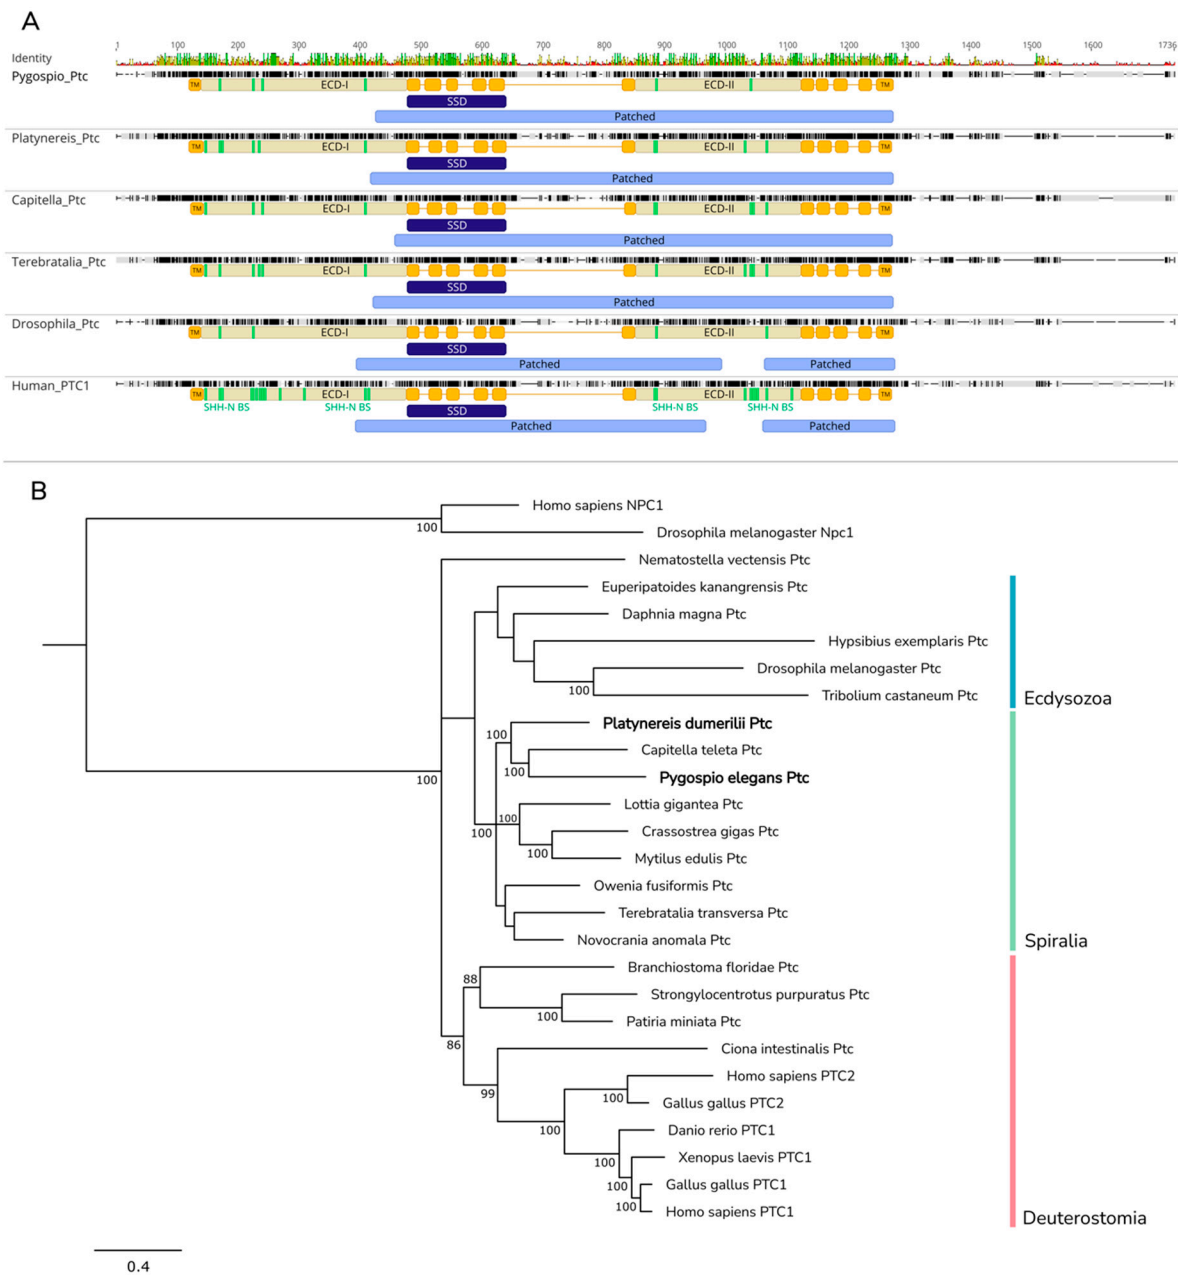 A
1 100 200 300 400 500 600 700 800 900 1000 1100 1200 1300 1400 1500 1600 1736
Identity
Pygospio_Ptc
TM ECD-I ECD-II TM
SSD
Patched
Platynereis_Ptc
TM ECD-I ECD-II TM
SSD
Patched
Capitella_Ptc
TM ECD-I ECD-II TM
SSD
Patched
Terebratalia_Ptc
TM ECD-I ECD-II TM
SSD
Patched
Drosophila_Ptc
TM ECD-I ECD-II TM
SSD
Patched Patched
Human_PTC1
TM ECD-I ECD-II TM
SHH-N BS SHH-N BS SHH-N BS SHH-N BS
SSD
Patched Patched
B
Homo sapiens NPC1
100
Drosophila melanogaster Npc1
Nematostella vectensis Ptc
Euperipatoides kanangrensis Ptc
Daphnia magna Ptc
Hypsibius exemplaris Ptc
Drosophila melanogaster Ptc
100
Tribolium castaneum Ptc
Ecdysozoa
Platynereis dumerilii Ptc
100
Capitella teleta Ptc
100
Pygospio elegans Ptc
100
Lottia gigantea Ptc
100
100
Crassostrea gigas Ptc
100
Mytilus edulis Ptc
Owenia fusiformis Ptc
Terebratalia transversa Ptc
Novocrania anomala Ptc
Spiralia
Branchiostoma floridae Ptc
88
Strongylocentrotus purpuratus Ptc
100
Patiria miniata Ptc
86
Ciona intestinalis Ptc
Homo sapiens PTC2
99
100
Gallus gallus PTC2
100
Danio rerio PTC1
Xenopus laevis PTC1
100
Gallus gallus PTC1
100
100
Homo sapiens PTC1
Deuterostomia
0.4